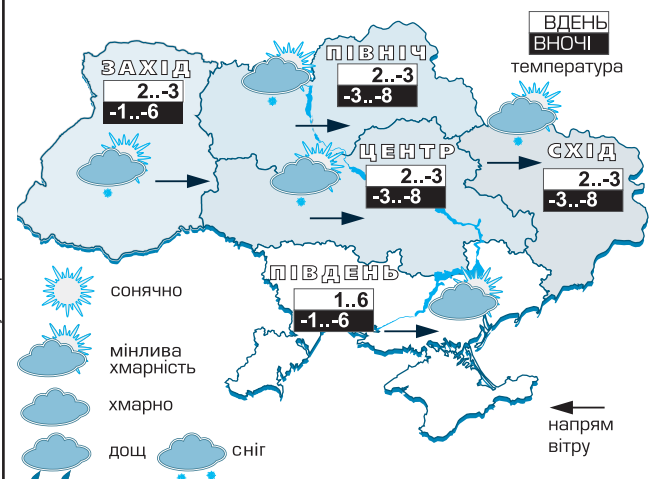 ВДЕНЬ
ВНОЧІ
температура
ЗАХІД
2..-3
-1..-6
ПІВНІЧ
2..-3
-3..-8
ЦЕНТР
2..-3
-3..-8
СХІД
2..-3
-3..-8
ПІВДЕНЬ
1..6
-1..-6
сонячно
мінлива
хмарність
хмарно
дощ
сніг
напрям
вітру